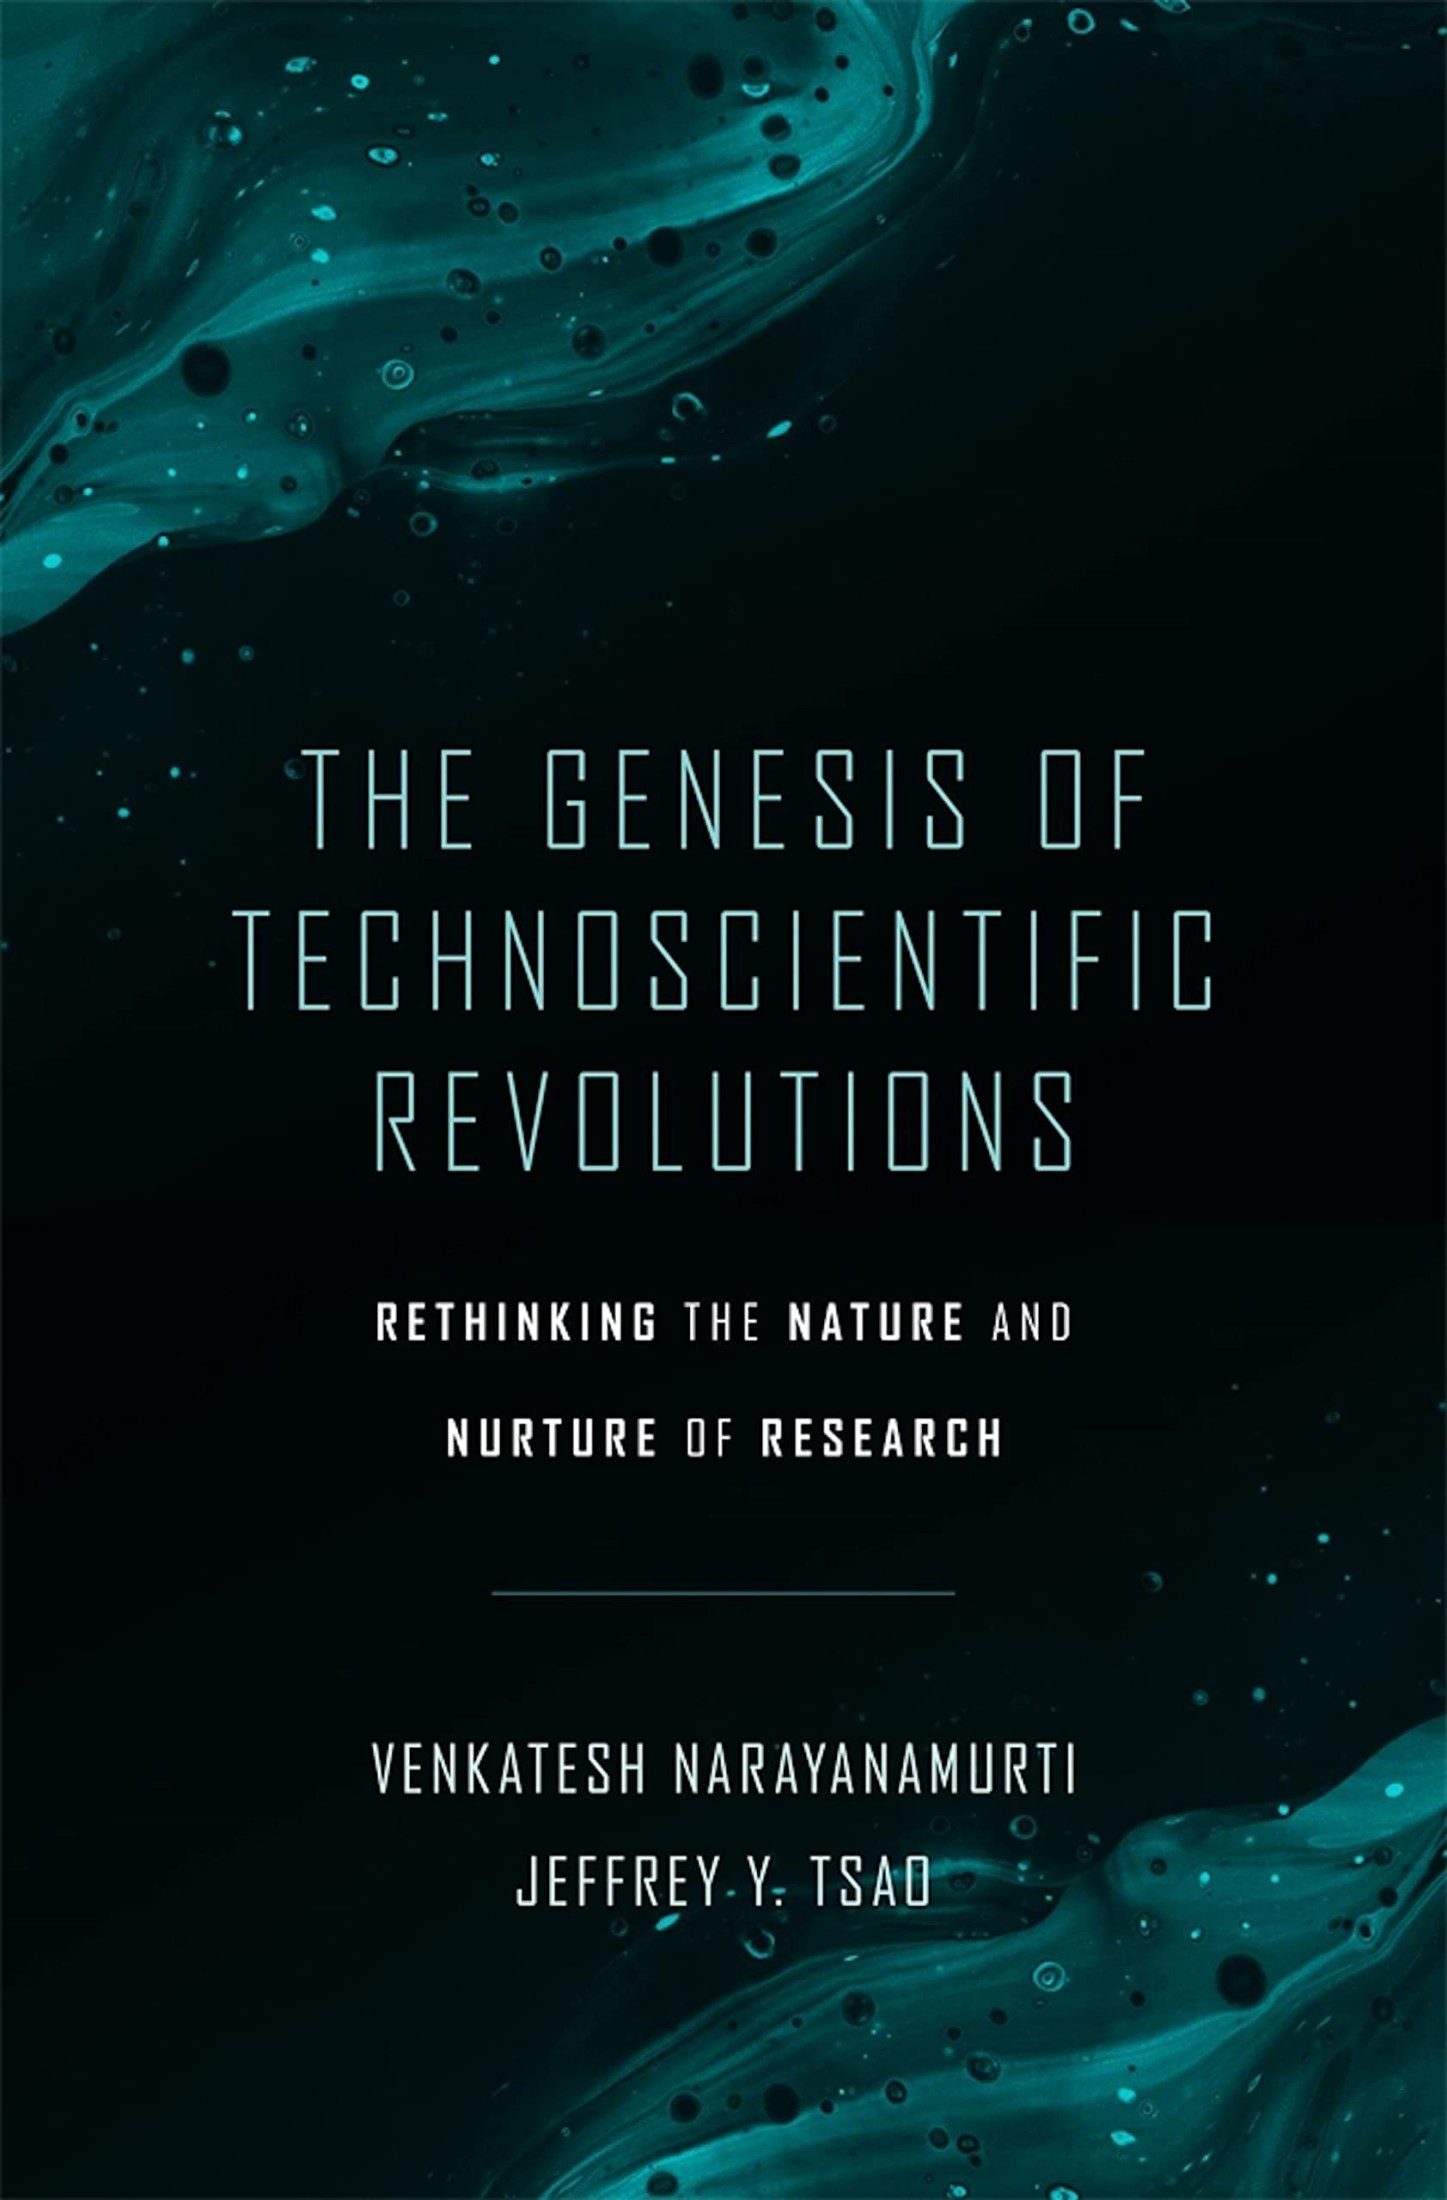 THE GENESIS OF
TECHNOSCIENTIFIC
REVOLUTIONS
RETHINKING THE NATURE AND
NURTURE OF RESEARCH
VENKATESH NARAYANAMURTI
JEFFREY Y. TSAO